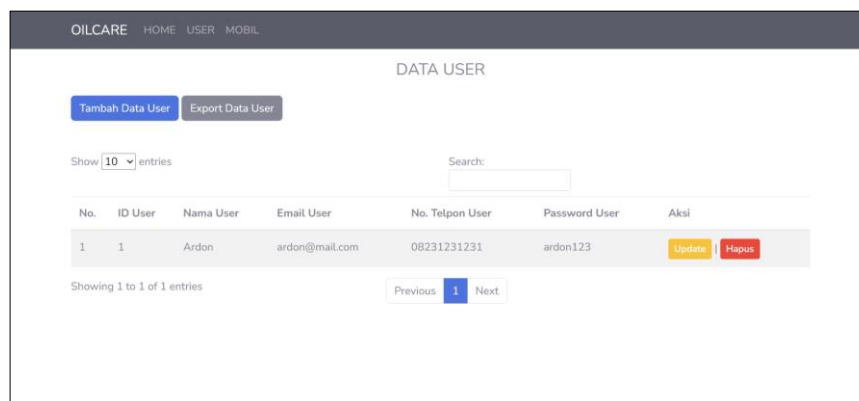 OILCARE HOME USER MOBIL
DATA USER
Tambah Data User Export Data User
Show 10 entries Search:
No. ID User Nama User Email User No. Telpon User Password User Aksi
1 1 Ardon ardon@mail.com 08231231231 ardon123 Update | Hapus
Showing 1 to 1 of 1 entries Previous 1 Next